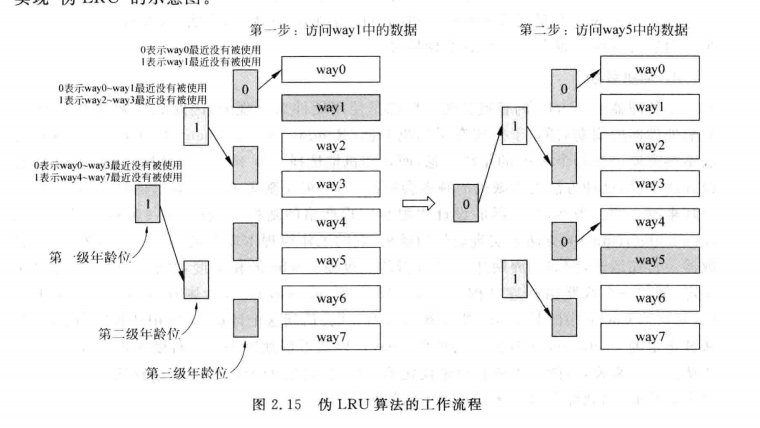 实现"伪 LRU"的示意图。
第一步：访问way1中的数据
第二步：访问way5中的数据
0表示way0最近没有被使用
1表示way1最近没有被使用
0表示way0~way1最近没有被使用
1表示way2~way3最近没有被使用
0表示way0~way3最近没有被使用
1表示way4~way7最近没有被使用
1
1
0
第一级年龄位
第二级年龄位
第三级年龄位
way0
way1
way2
way3
way4
way5
way6
way7
0
1
1
0
0
way0
way1
way2
way3
way4
way5
way6
way7
图 2.15 伪 LRU 算法的工作流程